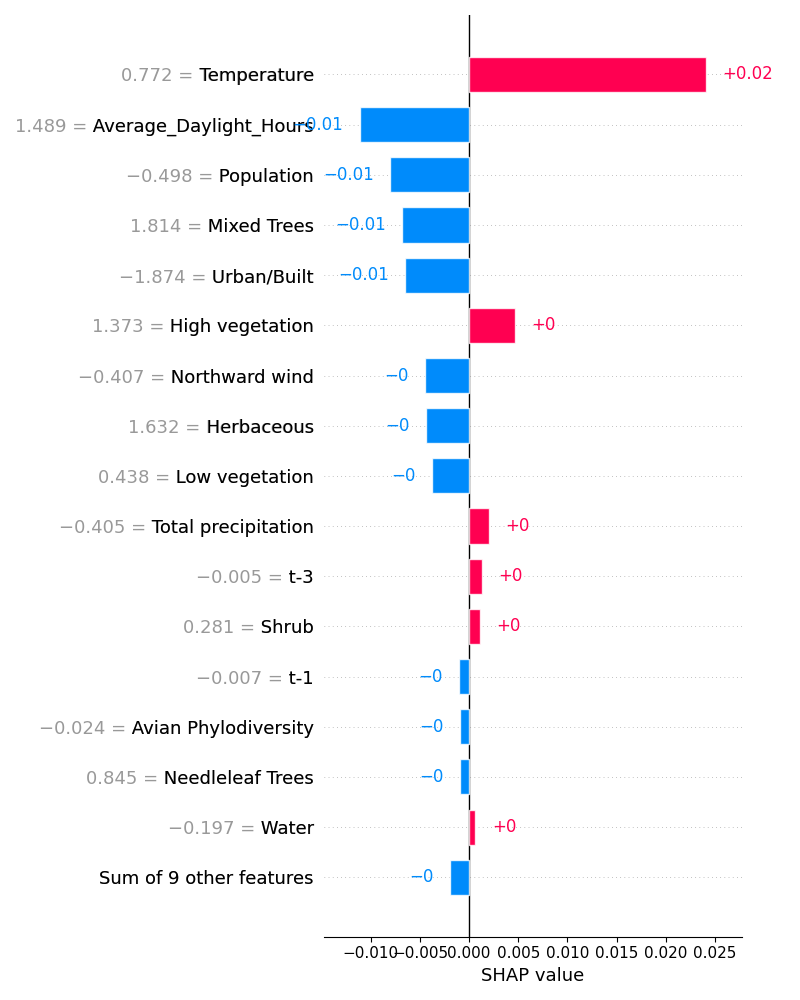 0.772 = Temperature +0.02
1.489 = Average_Daylight_Hours −0.01
−0.498 = Population −0.01
1.814 = Mixed Trees −0.01
−1.874 = Urban/Built −0.01
1.373 = High vegetation +0
−0.407 = Northward wind −0
1.632 = Herbaceous −0
0.438 = Low vegetation −0
−0.405 = Total precipitation +0
−0.005 = t-3 +0
0.281 = Shrub +0
−0.007 = t-1 −0
−0.024 = Avian Phylodiversity −0
0.845 = Needleleaf Trees −0
−0.197 = Water +0
Sum of 9 other features −0
−0.010 −0.005 0.000 0.005 0.010 0.015 0.020 0.025
SHAP value